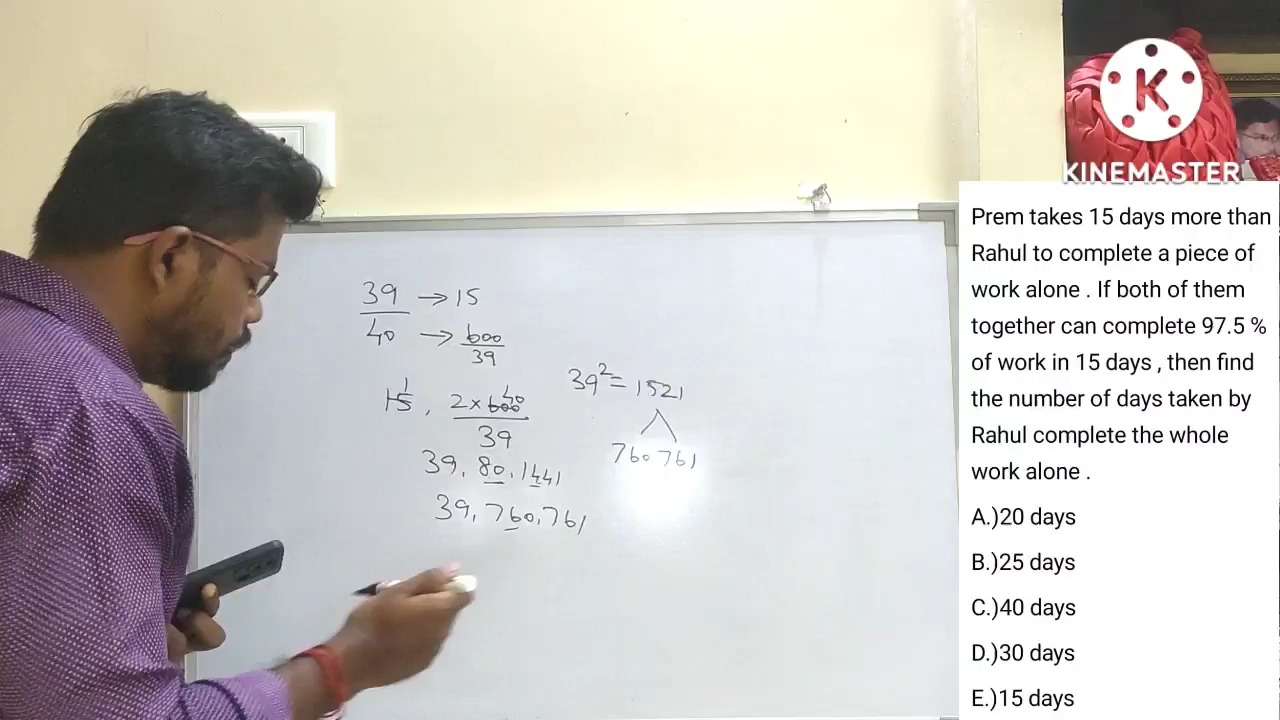 39/40 → 15
→ 600/39
15 1, 2×600 40/39
39, 80, 1441
39, 760, 761
39² = 1521
760 761
K
KINEMASTER
Prem takes 15 days more than
Rahul to complete a piece of
work alone . If both of them
together can complete 97.5 %
of work in 15 days , then find
the number of days taken by
Rahul complete the whole
work alone .
A.)20 days
B.)25 days
C.)40 days
D.)30 days
E.)15 days